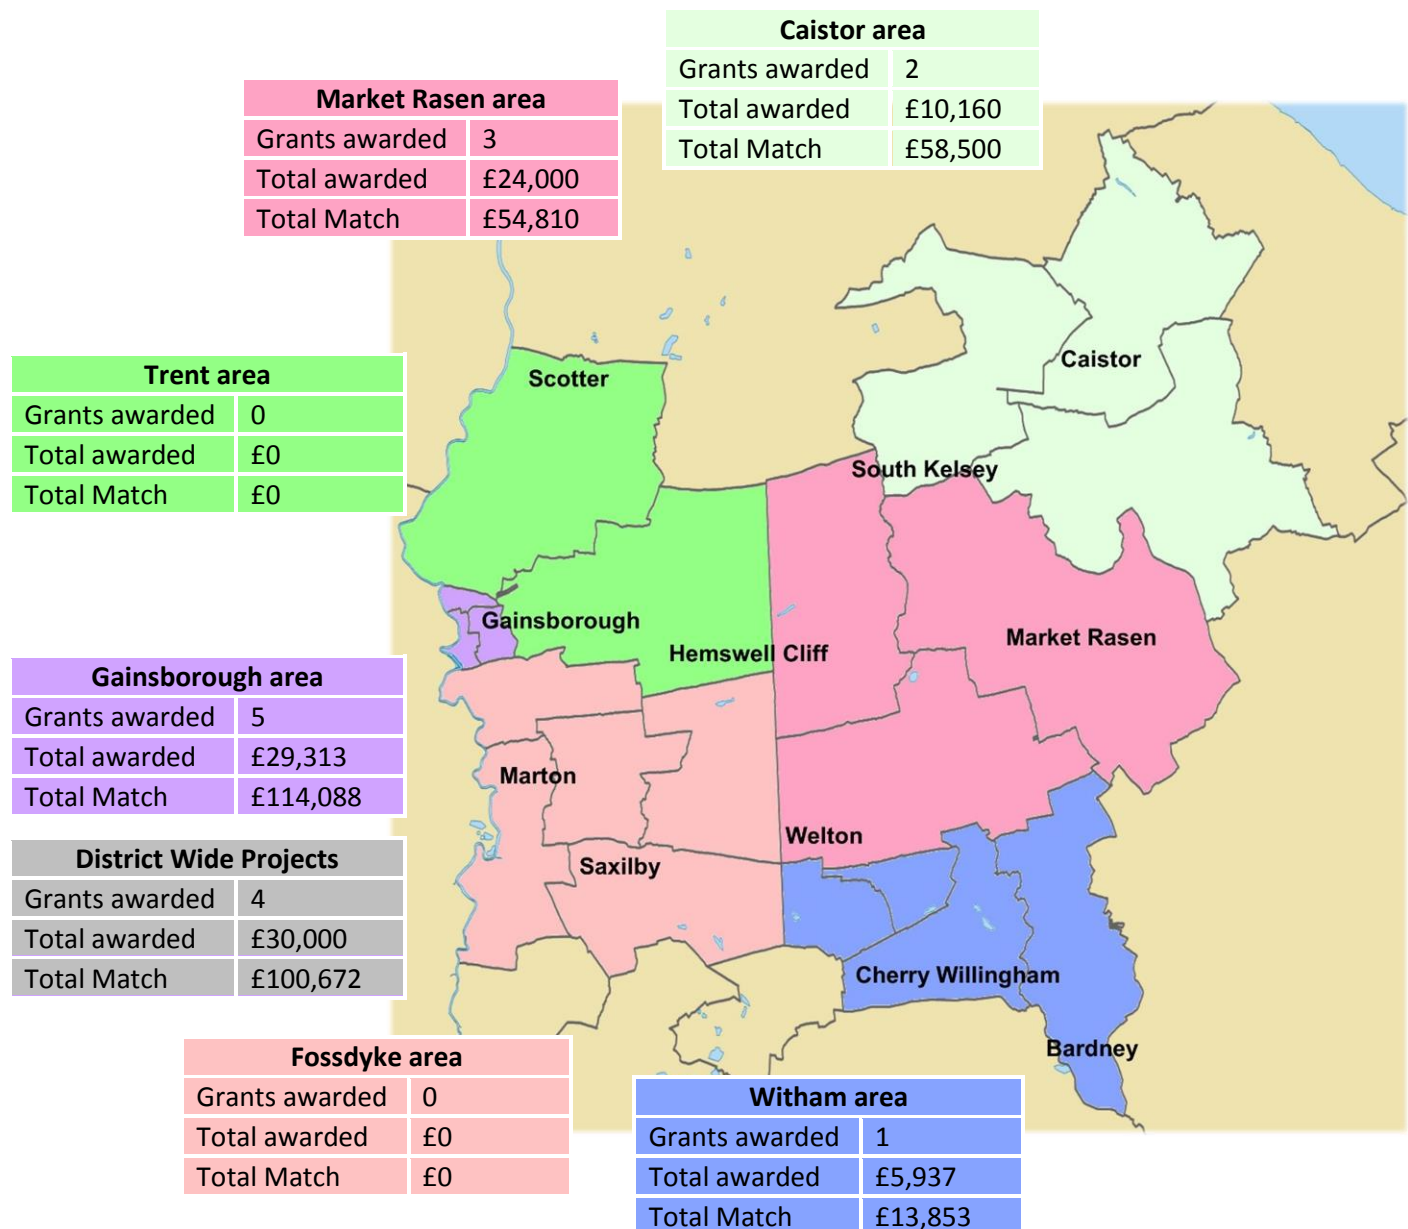 Caistor area
Grants awarded 2
Total awarded £10,160
Total Match £58,500
Market Rasen area
Grants awarded 3
Total awarded £24,000
Total Match £54,810
Trent area
Grants awarded 0
Total awarded £0
Total Match £0
Scotter
Caistor
South Kelsey
Gainsborough
Hemswell Cliff
Market Rasen
Gainsborough area
Grants awarded 5
Total awarded £29,313
Total Match £114,088
Marton
Welton
Saxilby
District Wide Projects
Grants awarded 4
Total awarded £30,000
Total Match £100,672
Cherry Willingham
Bardney
Fossdyke area
Grants awarded 0
Total awarded £0
Total Match £0
Witham area
Grants awarded 1
Total awarded £5,937
Total Match £13,853